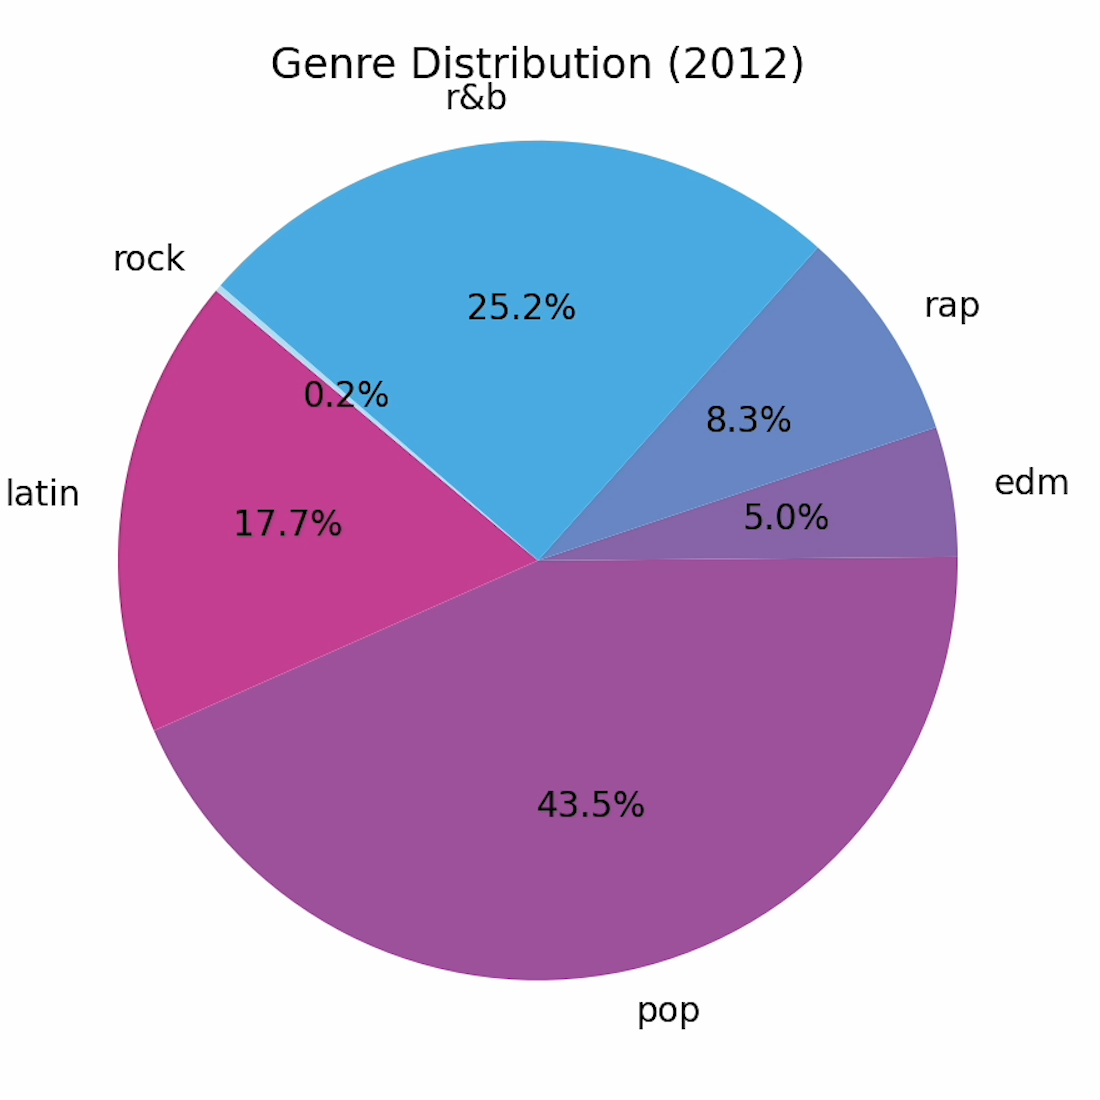 Genre Distribution (2012)
r&b
rock
25.2%
rap
0.2%
8.3%
edm
latin
5.0%
17.7%
43.5%
pop